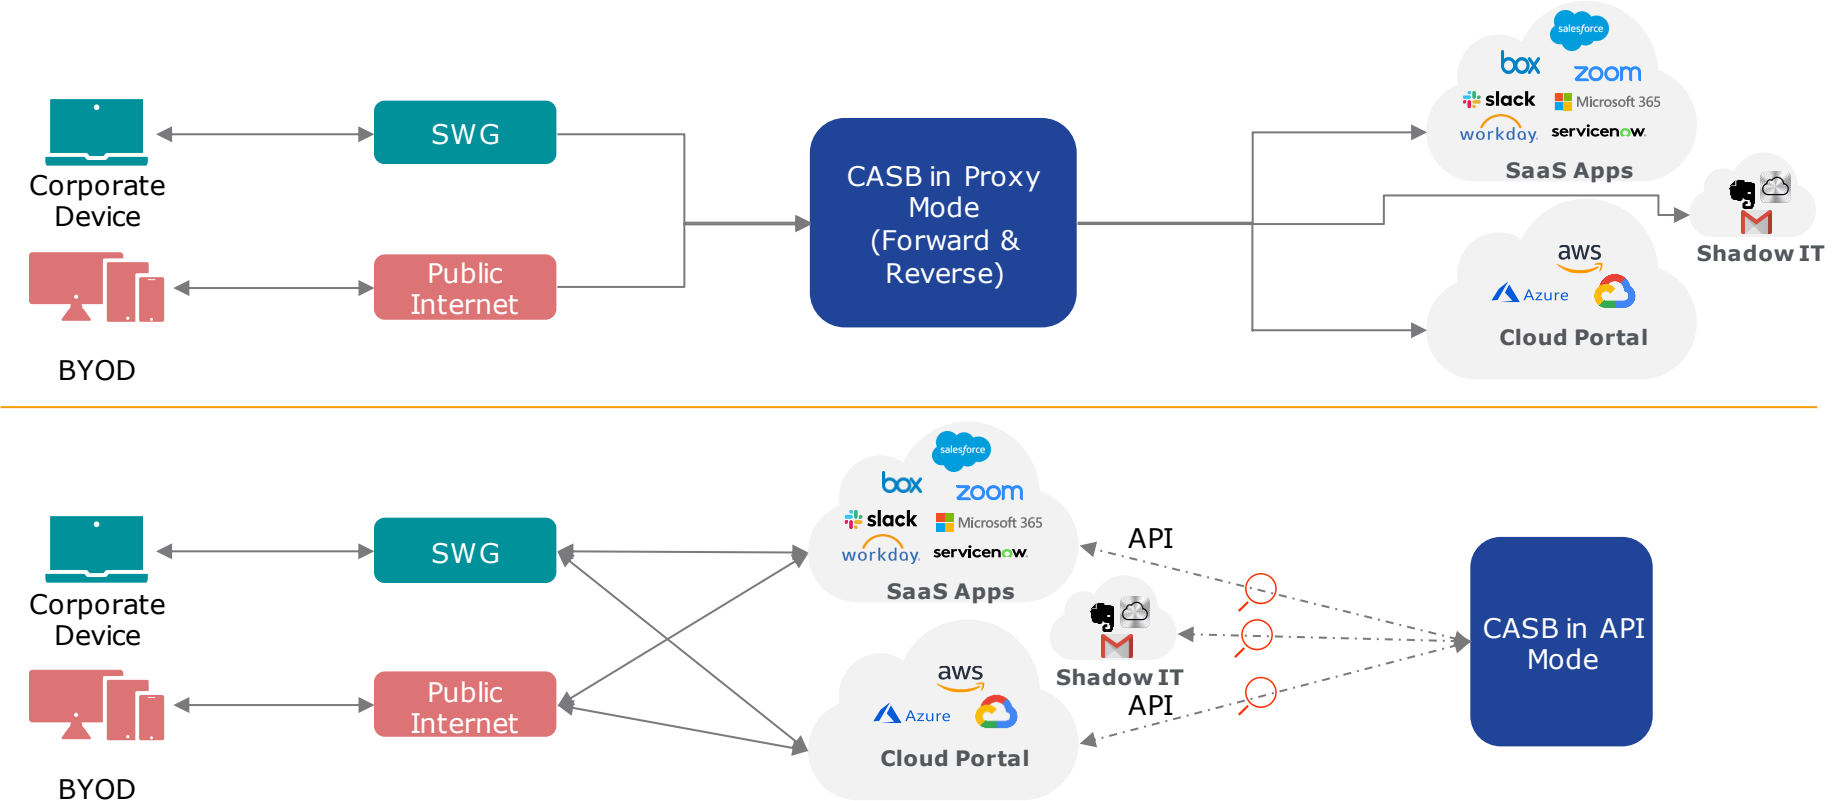 salesforce
box
zoom
slack
Microsoft 365
workday.
servicenow.
SaaS Apps
Corporate
Device
SWG
CASB in Proxy
Mode
(Forward &
Reverse)
Shadow IT
BYOD
Public
Internet
aws
Azure
Cloud Portal
salesforce
box
zoom
slack
Microsoft 365
workday.
servicenow.
SaaS Apps
Corporate
Device
SWG
API
CASB in API
Mode
Shadow IT
API
BYOD
Public
Internet
aws
Azure
Cloud Portal